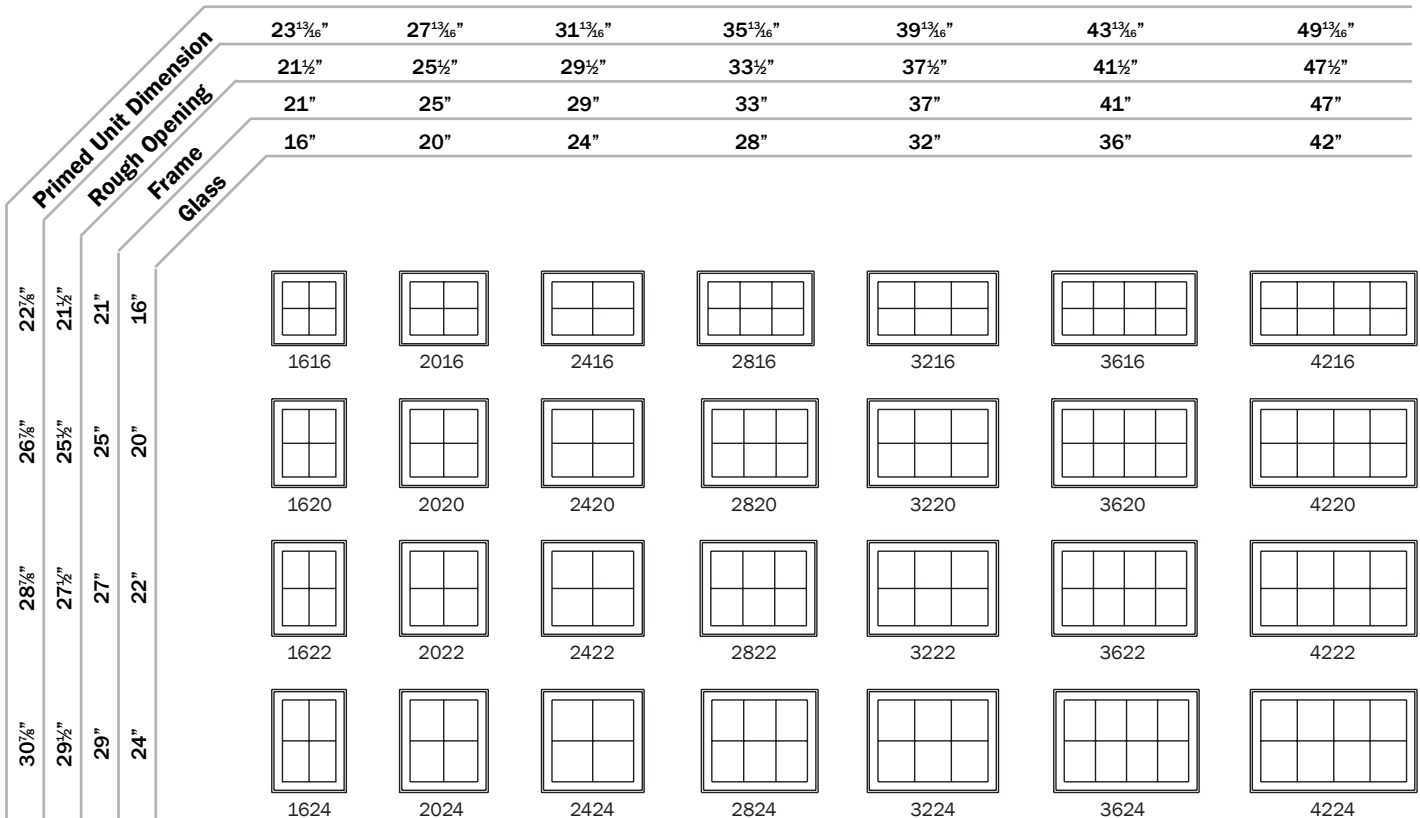 23¹³⁄₁₆” 27¹³⁄₁₆” 31¹³⁄₁₆” 35¹³⁄₁₆” 39¹³⁄₁₆” 43¹³⁄₁₆” 49¹³⁄₁₆”
21½” 25½” 29½” 33½” 37½” 41½” 47½”
21” 25” 29” 33” 37” 41” 47”
16” 20” 24” 28” 32” 36” 42”
Primed Unit Dimension
Rough Opening
Frame
Glass
22⅞” 21½” 21” 16”
1616 2016 2416 2816 3216 3616 4216
26⅞” 25½” 25” 20”
1620 2020 2420 2820 3220 3620 4220
28⅞” 27½” 27” 22”
1622 2022 2422 2822 3222 3622 4222
30⅞” 29½” 29” 24”
1624 2024 2424 2824 3224 3624 4224